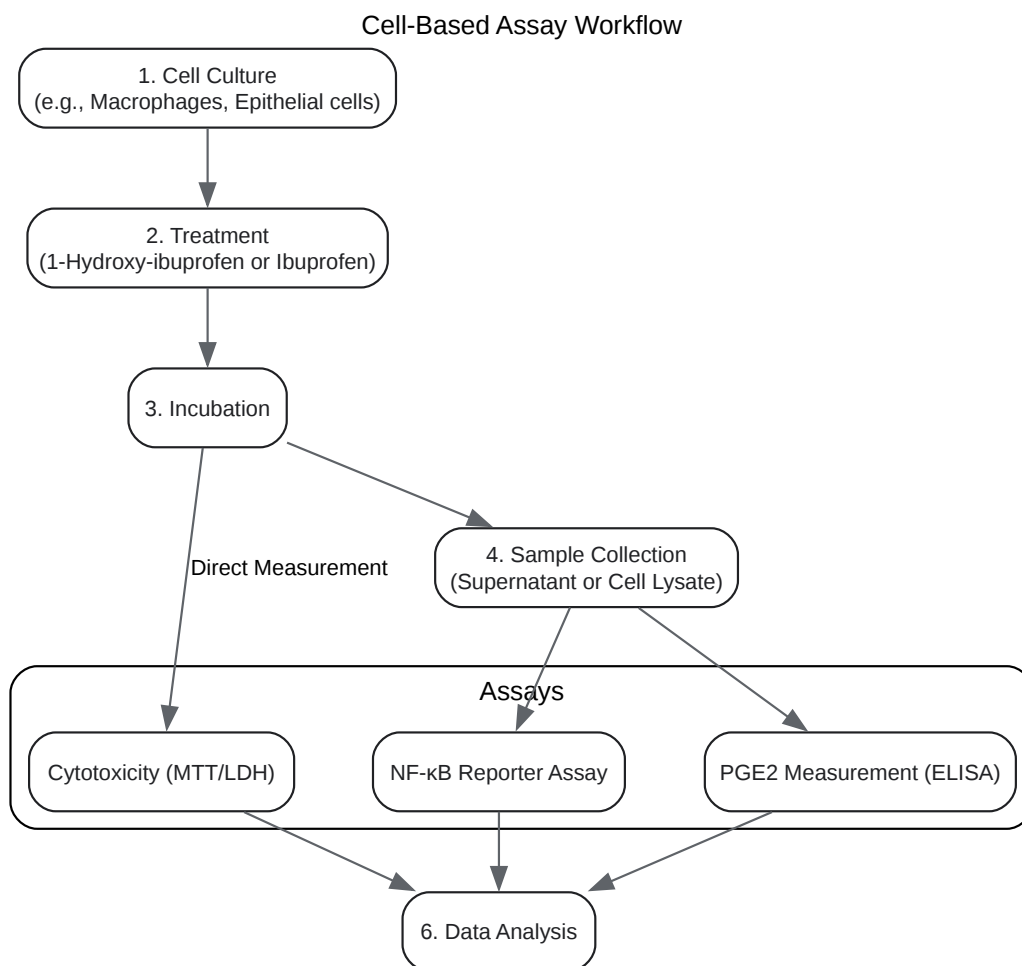 Cell-Based Assay Workflow
1. Cell Culture
(e.g., Macrophages, Epithelial cells)
2. Treatment
(1-Hydroxy-ibuprofen or Ibuprofen)
3. Incubation
Direct Measurement
4. Sample Collection
(Supernatant or Cell Lysate)
Assays
Cytotoxicity (MTT/LDH)
NF-κB Reporter Assay
PGE2 Measurement (ELISA)
6. Data Analysis